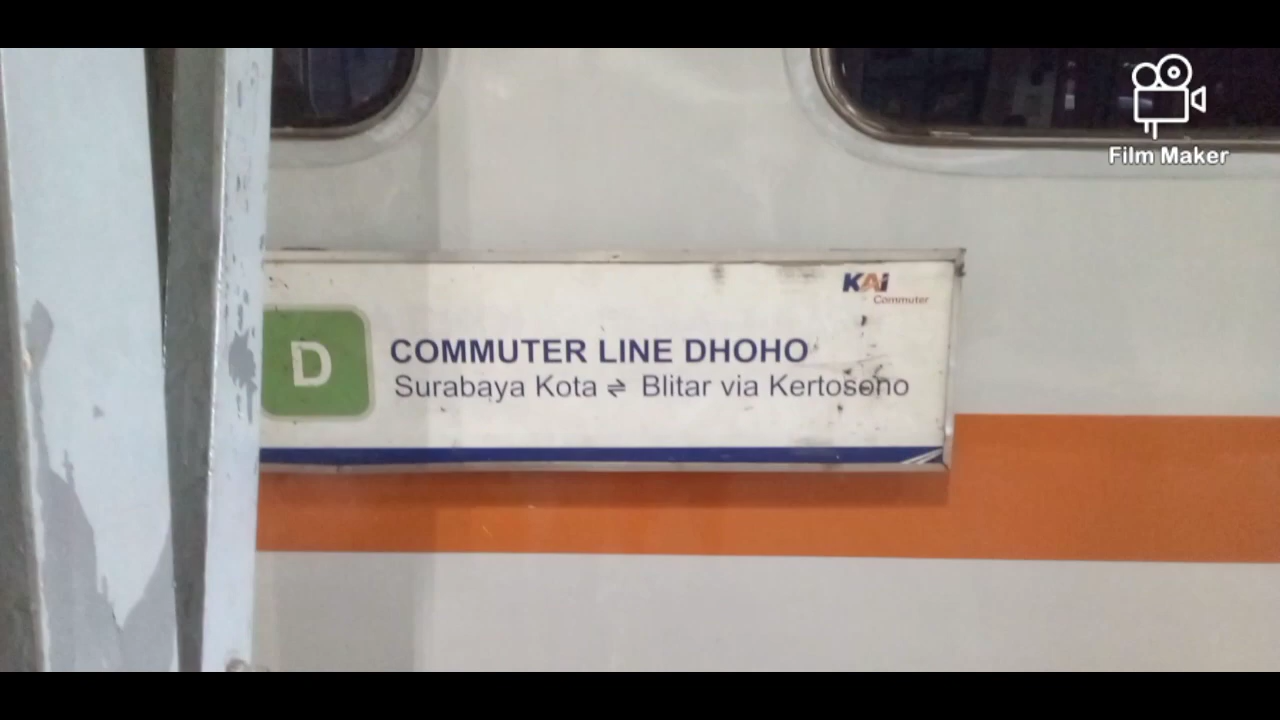 Film Maker
KAI
Commuter
D
COMMUTER LINE DHOHO
Surabaya Kota ⇌ Blitar via Kertosono